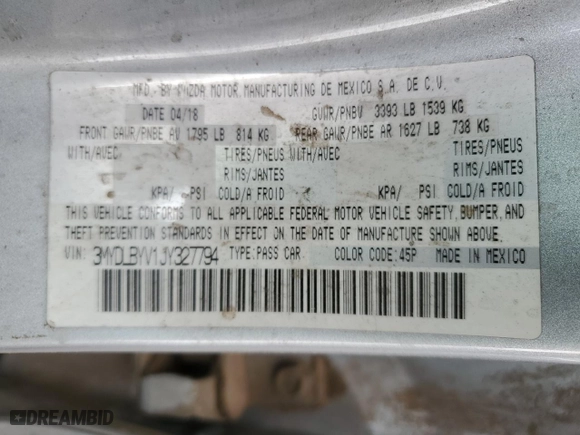 MFD. BY MAZDA MOTOR MANUFACTURING DE MEXICO S.A. DE C.V.
DATE 04/18 GVWR/PNBV 3393 LB 1539 KG
FRONT GAWR/PNBE AV 1795 LB 814 KG REAR GAWR/PNBE AR 1627 LB 738 KG
WITH/AVEC TIRES/PNEUS WITH/AVEC TIRES/PNEUS
RIMS/JANTES RIMS/JANTES
KPA/ PSI COLD/A FROID KPA/ PSI COLD/A FROID
THIS VEHICLE CONFORMS TO ALL APPLICABLE FEDERAL MOTOR VEHICLE SAFETY, BUMPER, AND
THEFT PREVENTION STANDARDS IN EFFECT ON THE DATE OF MANUFACTURE SHOWN ABOVE.
VIN: 3MYDLBYV1JY327794 TYPE: PASS CAR COLOR CODE: 45P MADE IN MEXICO
DREAMBID